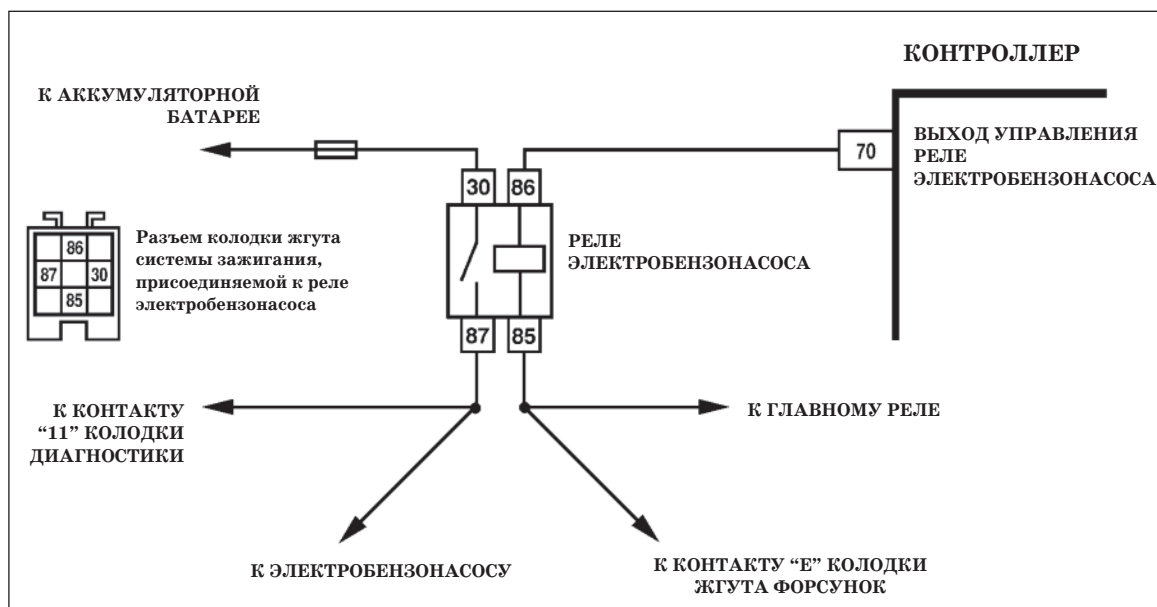 КОНТРОЛЛЕР
К АККУМУЛЯТОРНОЙ
БАТАРЕЕ
70
ВЫХОД УПРАВЛЕНИЯ
РЕЛЕ
ЭЛЕКТРОБЕНЗОНАСОСА
30
86
86
87
30
85
Разъем колодки жгута
системы зажигания,
присоединяемой к реле
электробензонасоса
РЕЛЕ
ЭЛЕКТРОБЕНЗОНАСОСА
87
85
К КОНТАКТУ
“11” КОЛОДКИ
ДИАГНОСТИКИ
К ГЛАВНОМУ РЕЛЕ
К ЭЛЕКТРОБЕНЗОНАСОСУ
К КОНТАКТУ “Е” КОЛОДКИ
ЖГУТА ФОРСУНОК